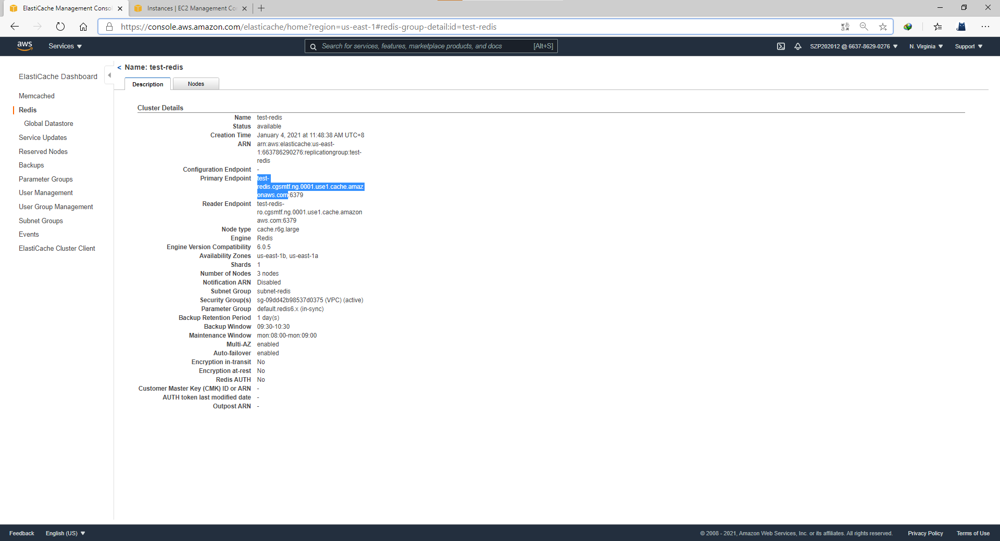 ElastiCache Management Consol
Instances | EC2 Management Co
https://console.aws.amazon.com/elasticache/home?region=us-east-1#redis-group-detail:id=test-redis
aws
Services
Search for services, features, marketplace products, and docs
[Alt+S]
SZP202012 @ 6637-8629-0276
N. Virginia
Support
ElastiCache Dashboard
Memcached
Redis
Global Datastore
Service Updates
Reserved Nodes
Backups
Parameter Groups
User Management
User Group Management
Subnet Groups
Events
ElastiCache Cluster Client
< Name: test-redis
Description
Nodes
Cluster Details
Name test-redis
Status available
Creation Time January 4, 2021 at 11:48:38 AM UTC+8
ARN arn:aws:elasticache:us-east-
1:663786290276:replicationgroup:test-
redis
Configuration Endpoint -
Primary Endpoint test-
redis.cgsmtf.ng.0001.use1.cache.amaz
onaws.com:6379
Reader Endpoint test-redis-
ro.cgsmtf.ng.0001.use1.cache.amazon
aws.com:6379
Node type cache.r6g.large
Engine Redis
Engine Version Compatibility 6.0.5
Availability Zones us-east-1b, us-east-1a
Shards 1
Number of Nodes 3 nodes
Notification ARN Disabled
Subnet Group subnet-redis
Security Group(s) sg-09dd42b98537d0375 (VPC) (active)
Parameter Group default.redis6.x (in-sync)
Backup Retention Period 1 day(s)
Backup Window 09:30-10:30
Maintenance Window mon:08:00-mon:09:00
Multi-AZ enabled
Auto-failover enabled
Encryption in-transit No
Encryption at-rest No
Redis AUTH No
Customer Master Key (CMK) ID or ARN -
AUTH token last modified date -
Outpost ARN -
Feedback
English (US)
© 2008 - 2021, Amazon Web Services, Inc. or its affiliates. All rights reserved.
Privacy Policy
Terms of Use